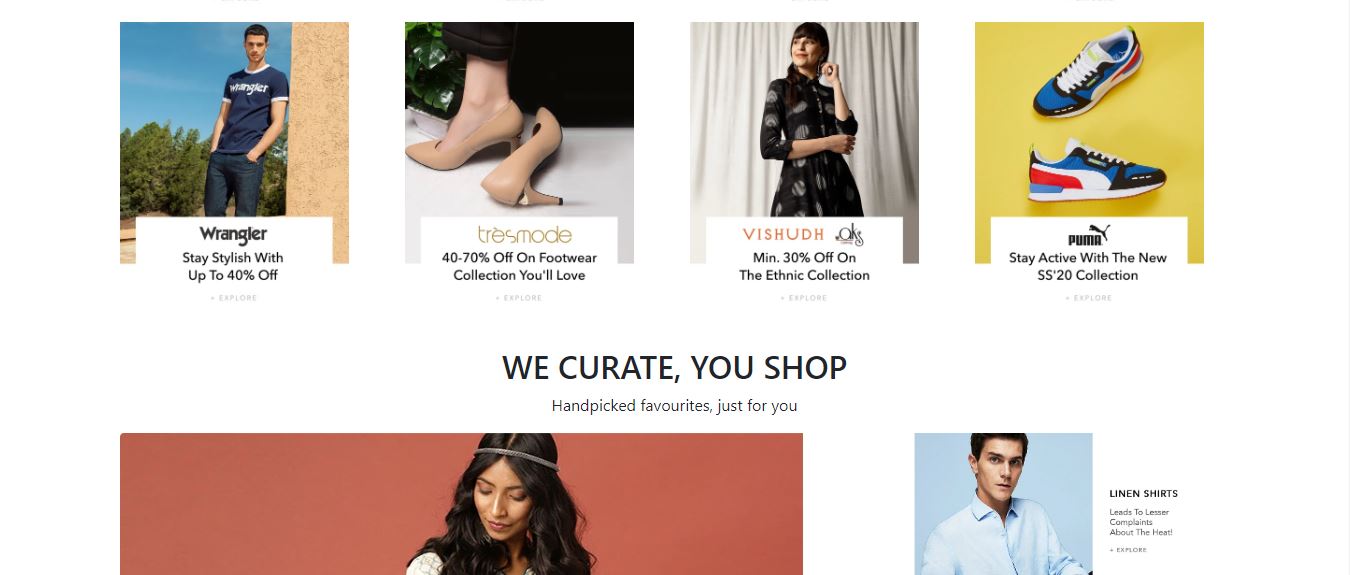 Wrangler
Wrangler
Stay Stylish With
Up To 40% Off
+ EXPLORE
trèsmode
40-70% Off On Footwear
Collection You'll Love
+ EXPLORE
VISHUDH aks
Min. 30% Off On
The Ethnic Collection
+ EXPLORE
PUMA
Stay Active With The New
SS'20 Collection
+ EXPLORE
WE CURATE, YOU SHOP
Handpicked favourites, just for you
LINEN SHIRTS
Leads To Lesser
Complaints
About The Heat!
+ EXPLORE